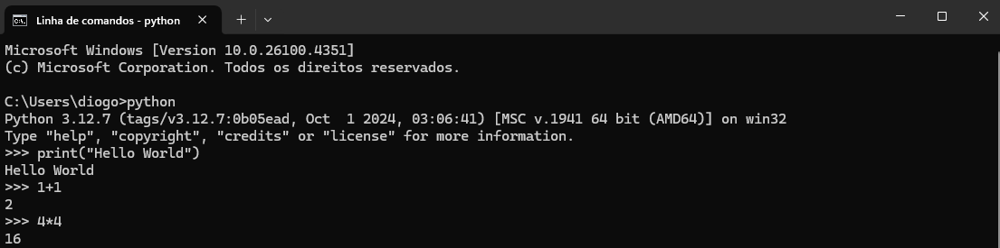 Linha de comandos - python
Microsoft Windows [Version 10.0.26100.4351]
(c) Microsoft Corporation. Todos os direitos reservados.
C:\Users\diogo>python
Python 3.12.7 (tags/v3.12.7:0b05ead, Oct  1 2024, 03:06:41) [MSC v.1941 64 bit (AMD64)] on win32
Type "help", "copyright", "credits" or "license" for more information.
>>> print("Hello World")
Hello World
>>> 1+1
2
>>> 4*4
16